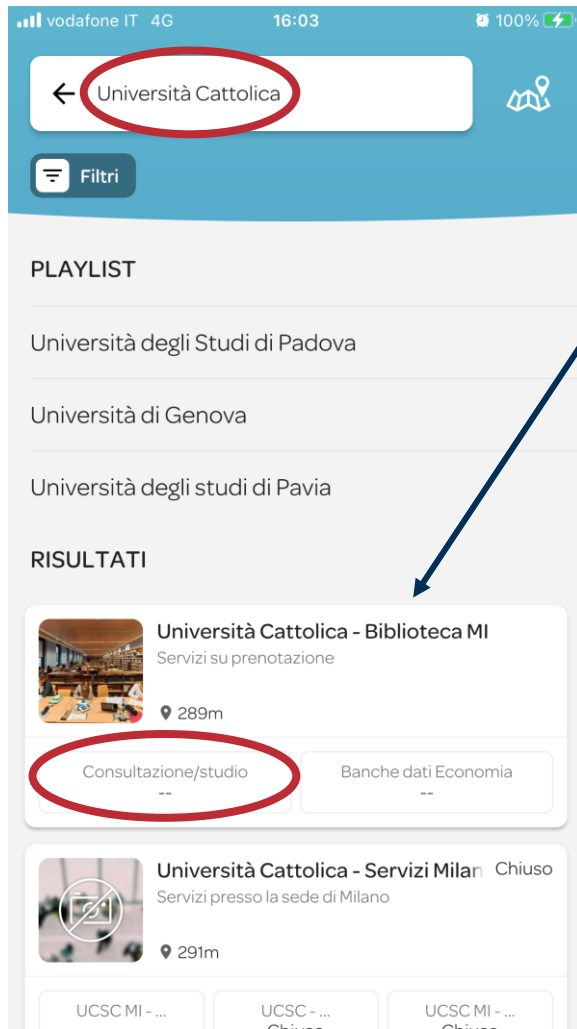 vodafone IT 4G 16:03 100%
Università Cattolica
Filtri
PLAYLIST
Università degli Studi di Padova
Università di Genova
Università degli studi di Pavia
RISULTATI
Università Cattolica - Biblioteca MI
Servizi su prenotazione
289m
Consultazione/studio Banche dati Economia
-- --
Università Cattolica - Servizi Milan Chiuso
Servizi presso la sede di Milano
291m
UCSC MI - ... UCSC - ... UCSC MI - ...
Chiuso Chiuso